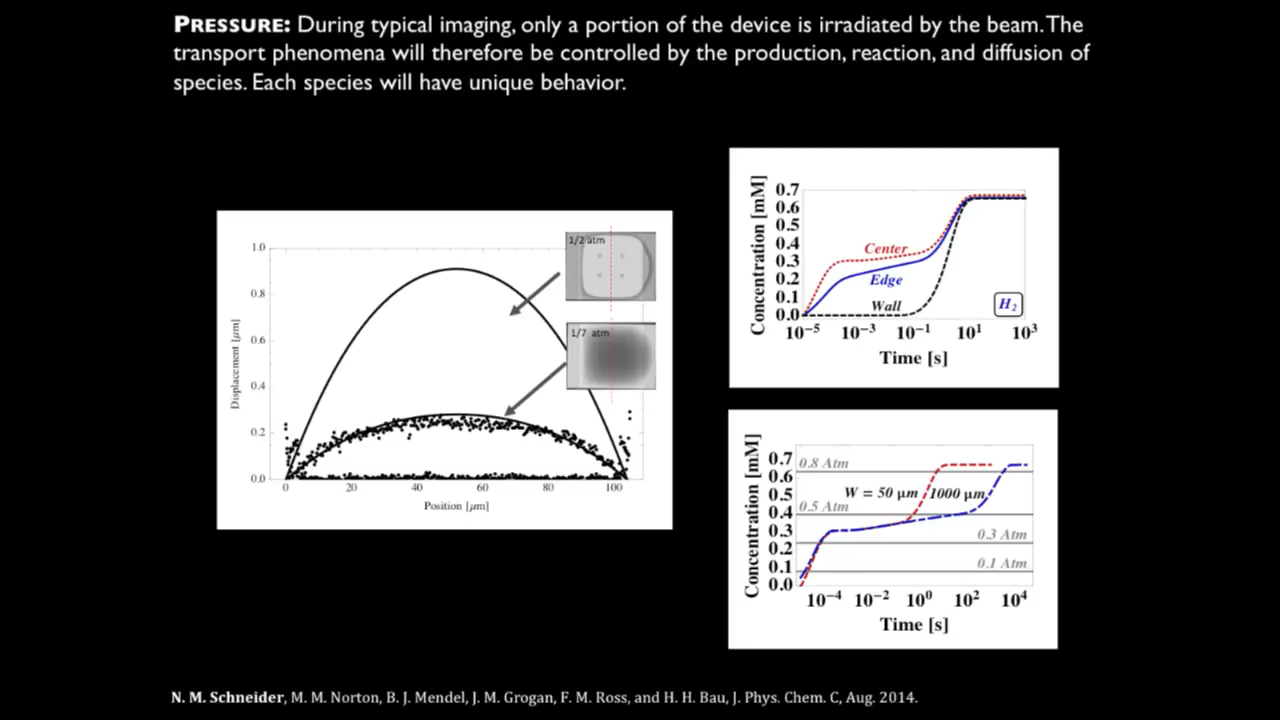 PRESSURE: During typical imaging, only a portion of the device is irradiated by the beam. The
transport phenomena will therefore be controlled by the production, reaction, and diffusion of
species. Each species will have unique behavior.
1.0
0.8
0.6
0.4
0.2
0.0
Displacement [μm]
0 20 40 60 80 100
Position [μm]
1/2 atm
1/7 atm
Concentration [mM]
0.7
0.6
0.5
0.4
0.3
0.2
0.1
0.0
Center
Edge
Wall
H₂
10⁻⁵ 10⁻³ 10⁻¹ 10¹ 10³
Time [s]
Concentration [mM]
0.7
0.6
0.5
0.4
0.3
0.2
0.1
0.0
0.8 Atm
W = 50 μm 1000 μm
0.5 Atm
0.3 Atm
0.1 Atm
10⁻⁴ 10⁻² 10⁰ 10² 10⁴
Time [s]
N. M. Schneider, M. M. Norton, B. J. Mendel, J. M. Grogan, F. M. Ross, and H. H. Bau, J. Phys. Chem. C, Aug. 2014.